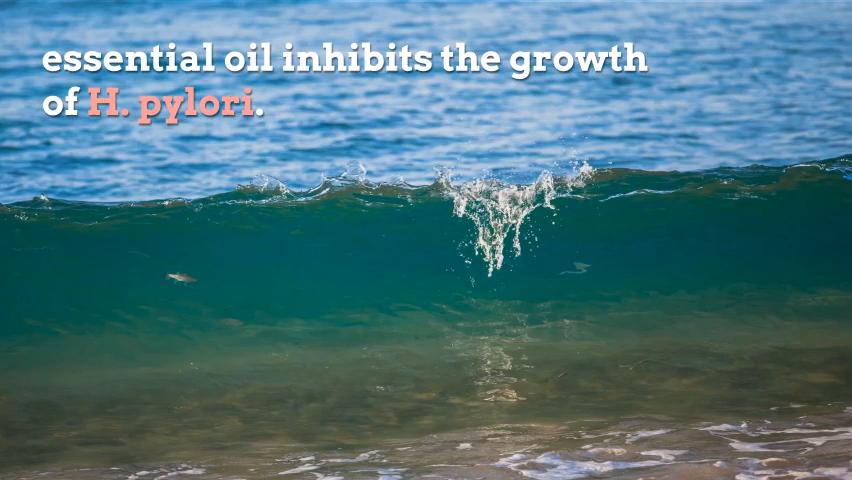 essential oil inhibits the growth
of H. pylori.